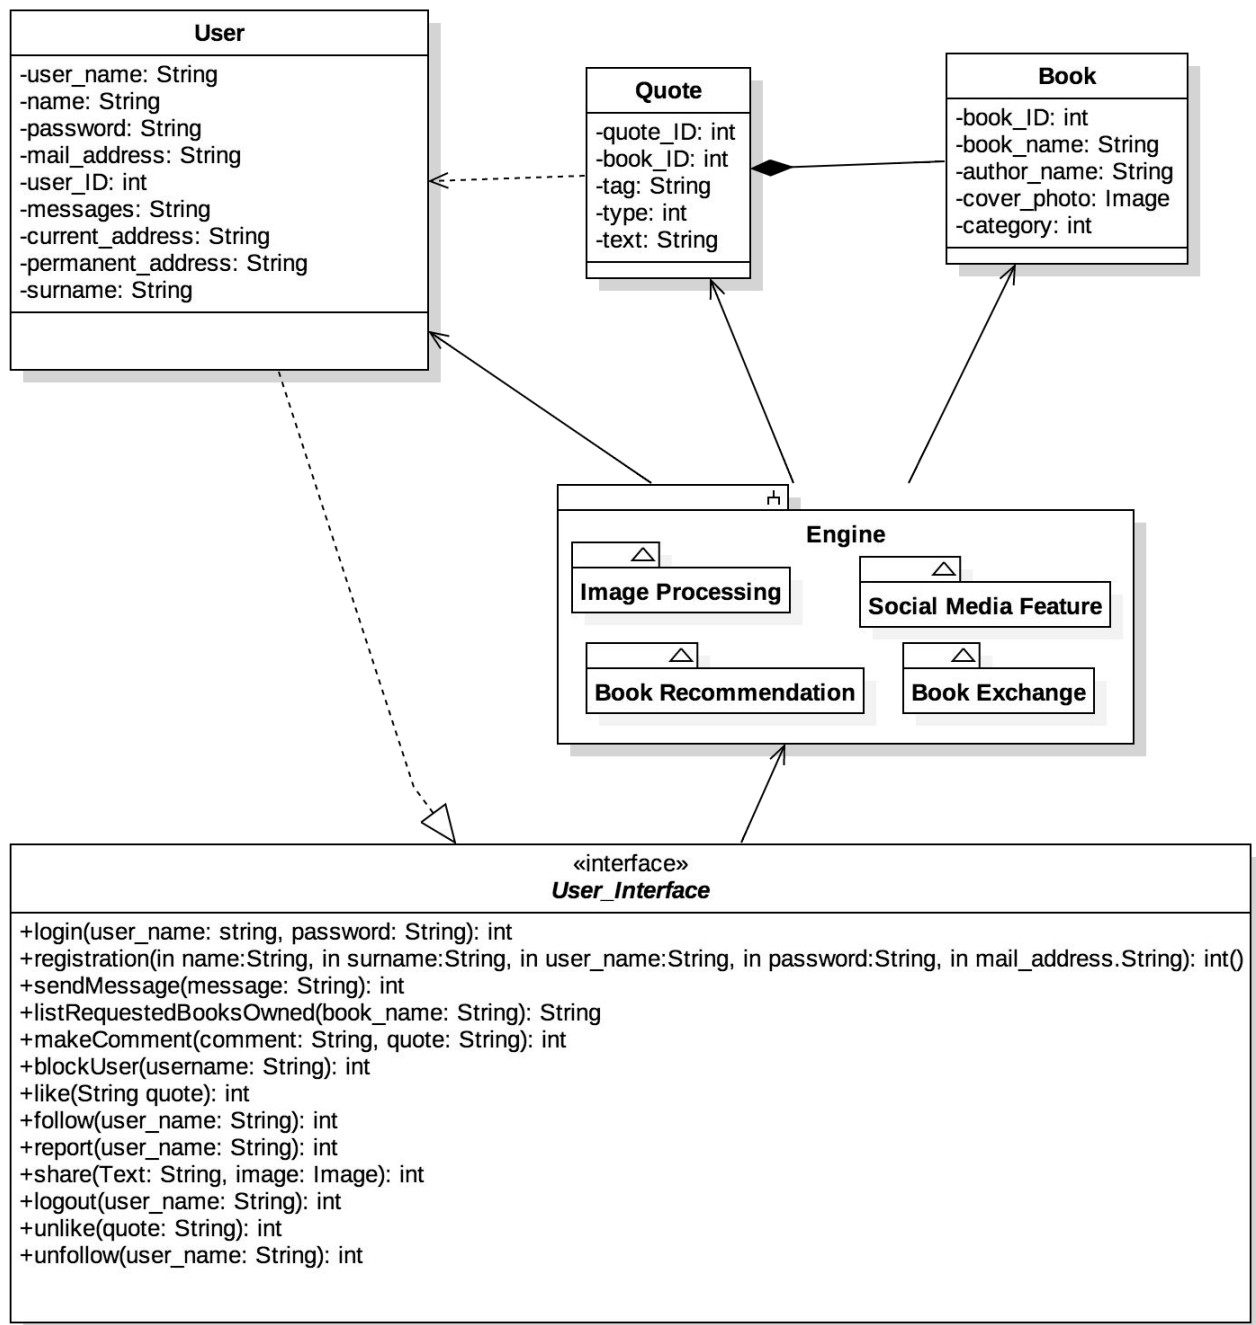 User
-user_name: String
-name: String
-password: String
-mail_address: String
-user_ID: int
-messages: String
-current_address: String
-permanent_address: String
-surname: String
Quote
-quote_ID: int
-book_ID: int
-tag: String
-type: int
-text: String
Book
-book_ID: int
-book_name: String
-author_name: String
-cover_photo: Image
-category: int
Engine
Image Processing
Social Media Feature
Book Recommendation
Book Exchange
«interface»
User_Interface
+login(user_name: string, password: String): int
+registration(in name:String, in surname:String, in user_name:String, in password:String, in mail_address.String): int()
+sendMessage(message: String): int
+listRequestedBooksOwned(book_name: String): String
+makeComment(comment: String, quote: String): int
+blockUser(username: String): int
+like(String quote): int
+follow(user_name: String): int
+report(user_name: String): int
+share(Text: String, image: Image): int
+logout(user_name: String): int
+unlike(quote: String): int
+unfollow(user_name: String): int